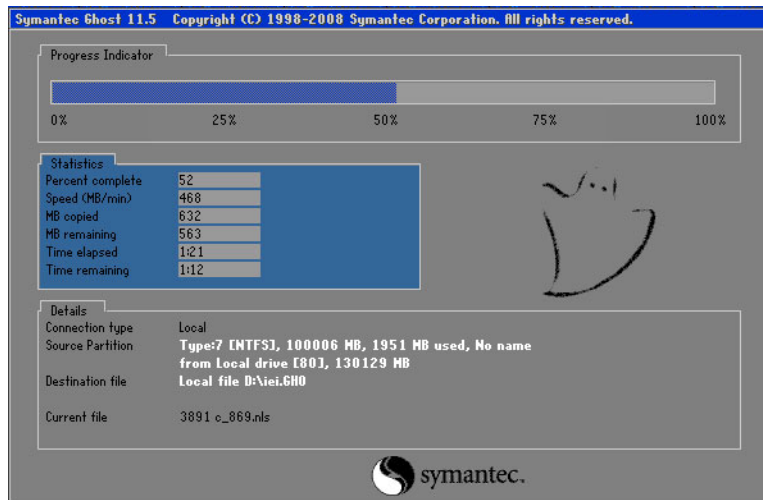 Symantec Ghost 11.5 Copyright (C) 1998-2008 Symantec Corporation. All rights reserved.
Progress Indicator
0% 25% 50% 75% 100%
Statistics
Percent complete 52
Speed (MB/min) 468
MB copied 632
MB remaining 563
Time elapsed 1:21
Time remaining 1:12
Details
Connection type Local
Source Partition Type:7 [NTFS], 100006 MB, 1951 MB used, No name
from Local drive [80], 130129 MB
Destination file Local file D:\iei.GHO
Current file 3891 c_869.nls
symantec.